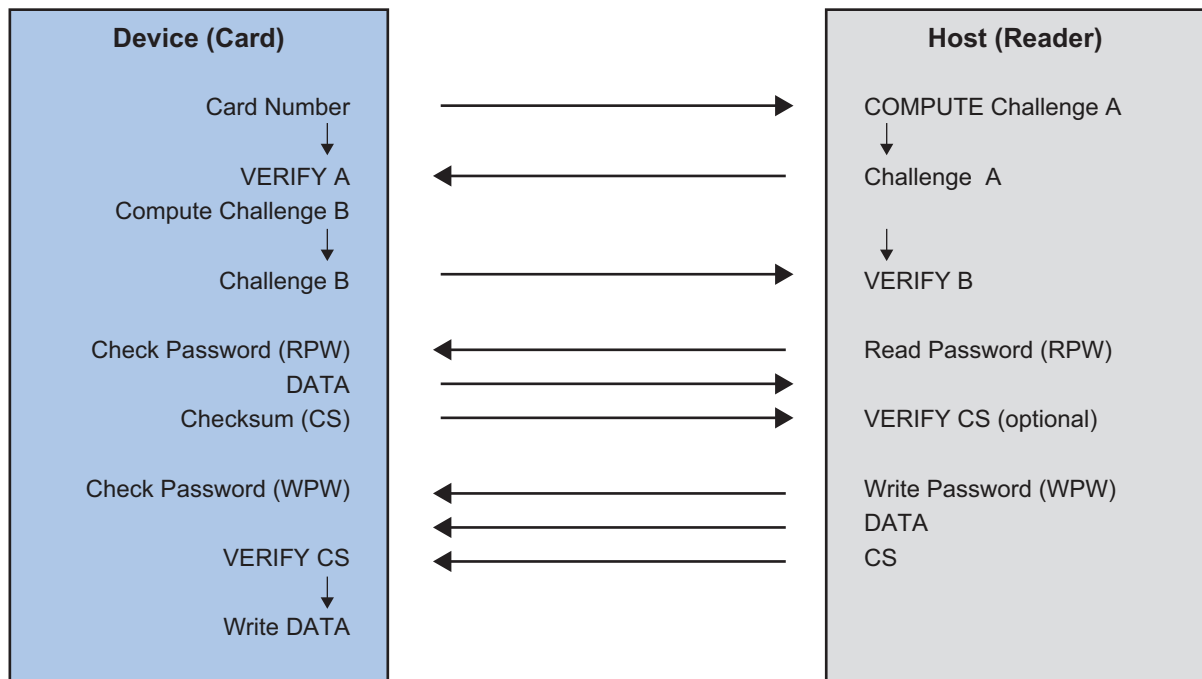 Device (Card)
Host (Reader)
Card Number
COMPUTE Challenge A
VERIFY A
Challenge A
Compute Challenge B
Challenge B
VERIFY B
Check Password (RPW)
Read Password (RPW)
DATA
Checksum (CS)
VERIFY CS (optional)
Check Password (WPW)
Write Password (WPW)
DATA
VERIFY CS
CS
Write DATA